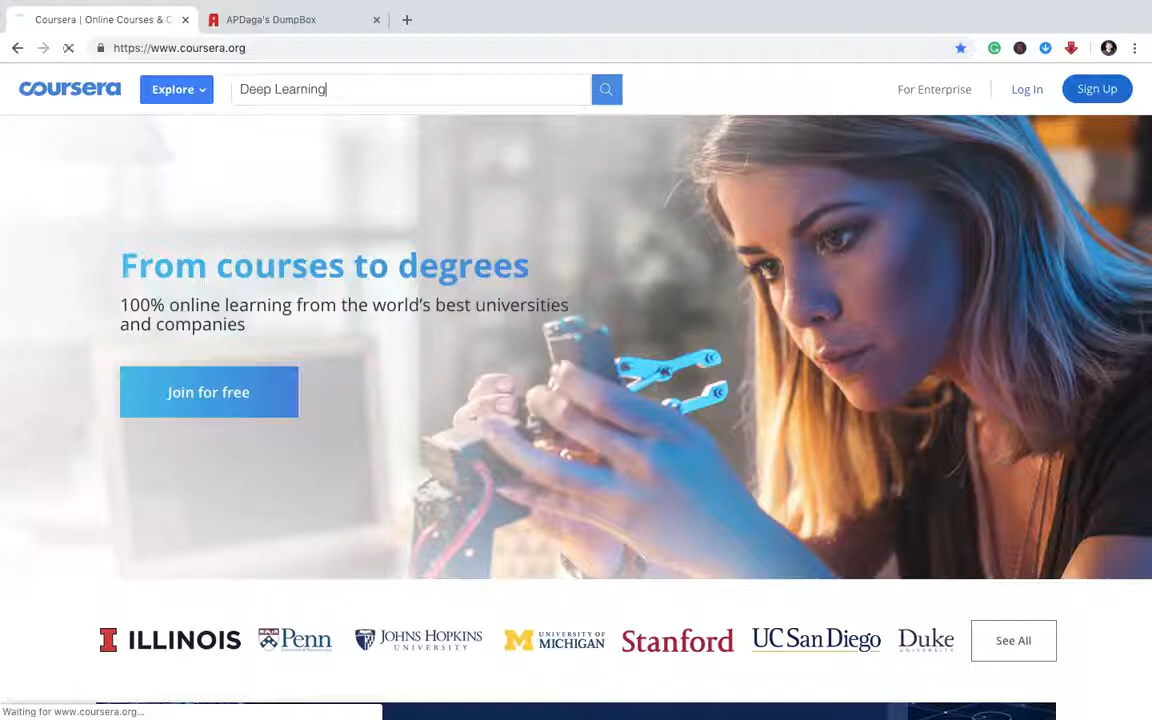 Coursera | Online Courses & C
APDaga's DumpBox
https://www.coursera.org
coursera
Explore
Deep Learning
For Enterprise
Log In
Sign Up
From courses to degrees
100% online learning from the world's best universities
and companies
Join for free
ILLINOIS
Penn
JOHNS HOPKINS
UNIVERSITY
UNIVERSITY OF
MICHIGAN
Stanford
UC San Diego
Duke
UNIVERSITY
See All
Waiting for www.coursera.org...